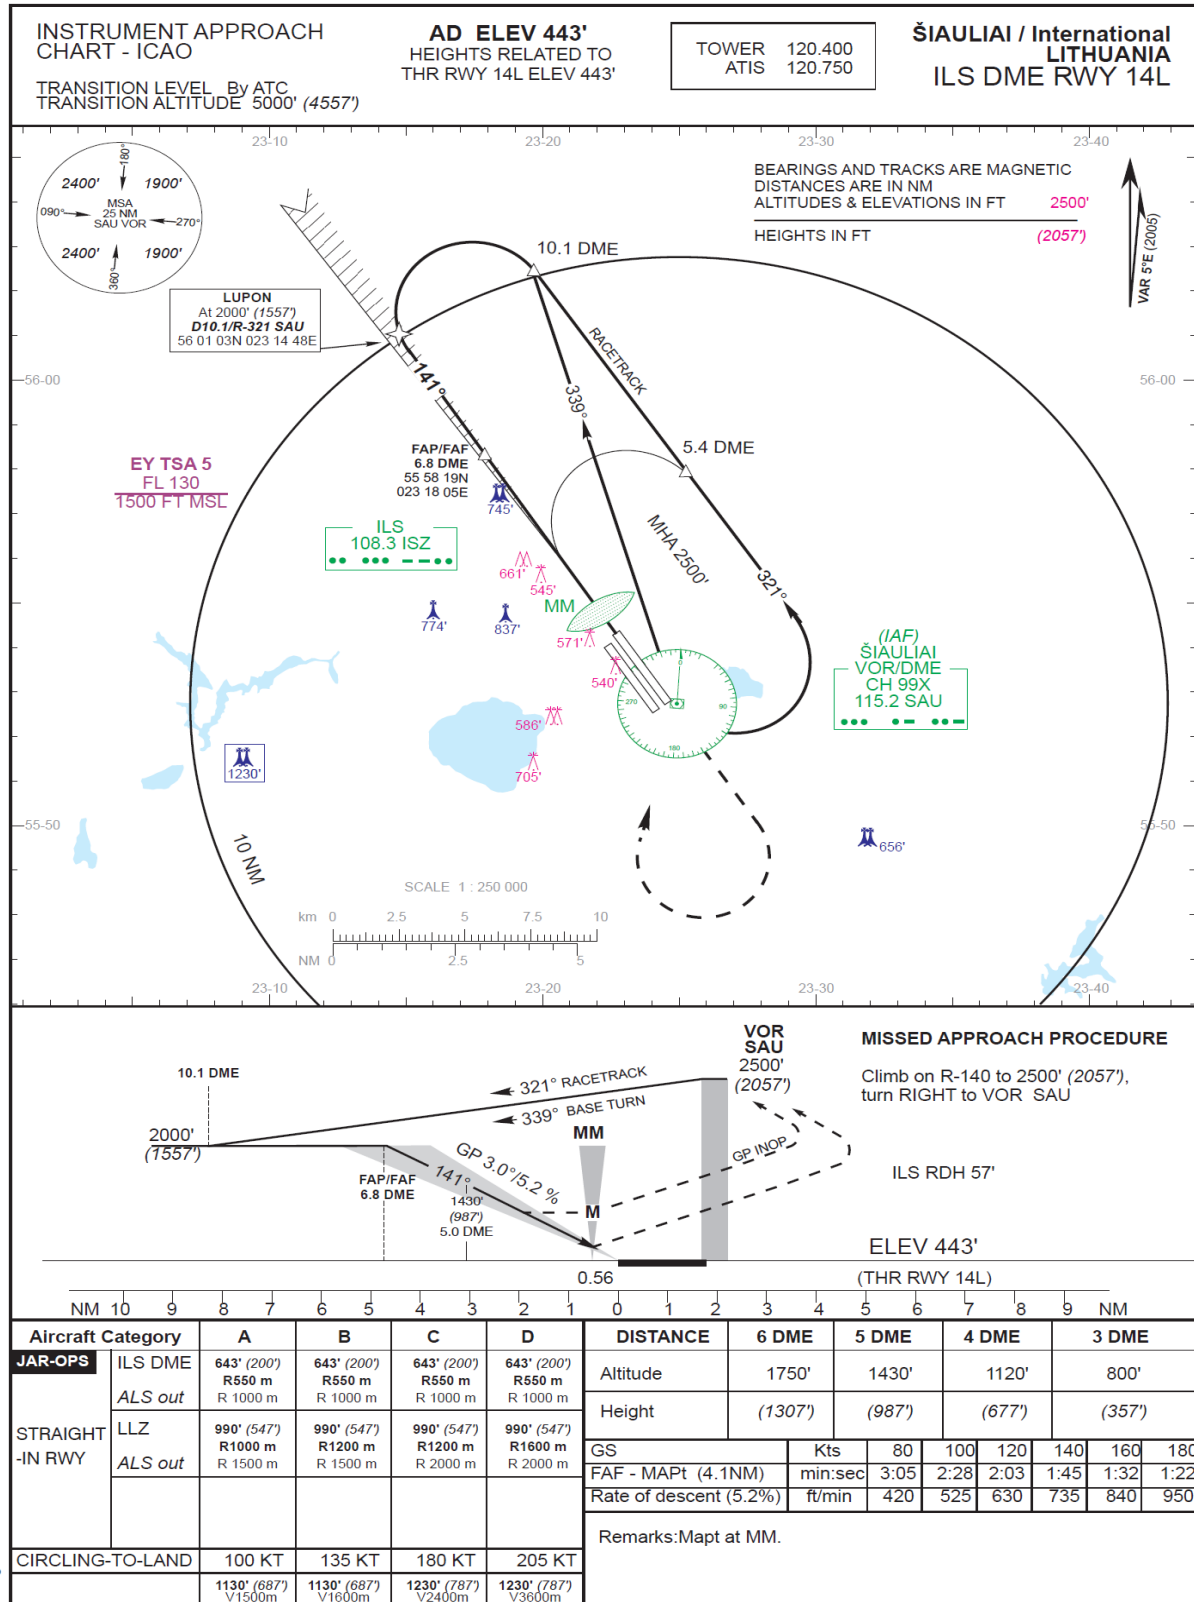 INSTRUMENT APPROACH
CHART - ICAO
TRANSITION LEVEL By ATC
TRANSITION ALTITUDE 5000' (4557')
AD ELEV 443'
HEIGHTS RELATED TO
THR RWY 14L ELEV 443'
TOWER 120.400
ATIS 120.750
ŠIAULIAI / International
LITHUANIA
ILS DME RWY 14L
23-10 23-20 23-30 23-40
180°
2400' 1900'
MSA
25 NM
SAU VOR
090° 270°
2400' 1900'
360°
BEARINGS AND TRACKS ARE MAGNETIC
DISTANCES ARE IN NM
ALTITUDES & ELEVATIONS IN FT 2500'
HEIGHTS IN FT (2057')
VAR 5°E (2005)
10.1 DME
LUPON
At 2000' (1557')
D10.1/R-321 SAU
56 01 03N 023 14 48E
RACETRACK
56-00 56-00
141°
339°
5.4 DME
FAP/FAF
6.8 DME
55 58 19N
023 18 05E
EY TSA 5
FL 130
1500 FT MSL
745'
ILS
108.3 ISZ
MHA 2500'
661'
545'
321°
MM
774'
837'
571'
540'
(IAF)
ŠIAULIAI
VOR/DME
CH 99X
115.2 SAU
0
270
90
180
586'
705'
1230'
55-50 55-50
656'
10 NM
SCALE 1 : 250 000
km 0 2.5 5 7.5 10
NM 0 2.5 5
23-10 23-20 23-30 23-40
VOR
SAU
2500'
(2057')
MISSED APPROACH PROCEDURE
Climb on R-140 to 2500' (2057'),
turn RIGHT to VOR SAU
10.1 DME
321° RACETRACK
339° BASE TURN
2000'
(1557')
MM
GP 3.0°/5.2 %
GP INOP
FAP/FAF
6.8 DME
141°
1430'
(987')
5.0 DME
M
ILS RDH 57'
ELEV 443'
0.56
(THR RWY 14L)
NM 10 9 8 7 6 5 4 3 2 1 0 1 2 3 4 5 6 7 8 9 NM
Aircraft Category A B C D
JAR-OPS ILS DME 643' (200') 643' (200') 643' (200') 643' (200')
R550 m R550 m R550 m R550 m
ALS out R 1000 m R 1000 m R 1000 m R 1000 m
STRAIGHT
-IN RWY
LLZ 990' (547') 990' (547') 990' (547') 990' (547')
R1000 m R1200 m R1200 m R1600 m
ALS out R 1500 m R 1500 m R 2000 m R 2000 m
CIRCLING-TO-LAND 100 KT 135 KT 180 KT 205 KT
1130' (687') 1130' (687') 1230' (787') 1230' (787')
V1500m V1600m V2400m V3600m
DISTANCE 6 DME 5 DME 4 DME 3 DME
Altitude 1750' 1430' 1120' 800'
Height (1307') (987') (677') (357')
GS Kts 80 100 120 140 160 180
FAF - MAPt (4.1NM) min:sec 3:05 2:28 2:03 1:45 1:32 1:22
Rate of descent (5.2%) ft/min 420 525 630 735 840 950
Remarks:Mapt at MM.